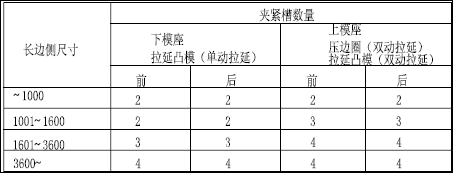 夹紧槽数量
长边侧尺寸
下模座
拉延凸模(单动拉延)
上模座
压边圈(双动拉延)
拉延凸模(双动拉延)
前 后 前 后
~1000 2 2 2 2
1001~1600 2 2 3 3
1601~3600 3 3 4 4
3600~ 4 4 4 4